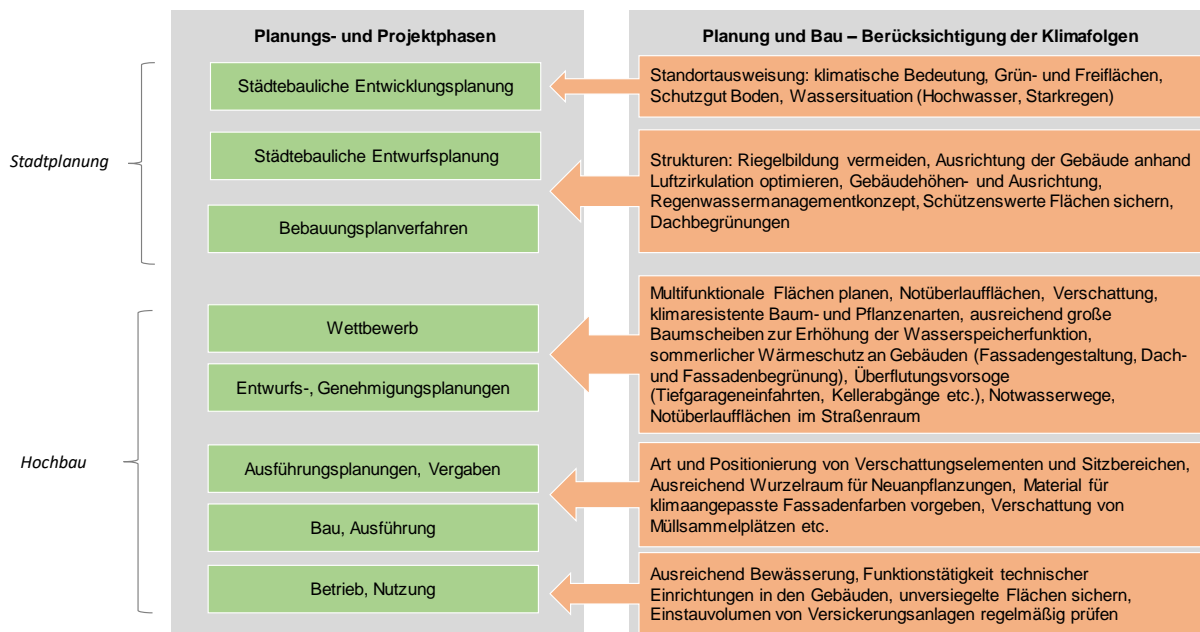 Planungs- und Projektphasen
Planung und Bau – Berücksichtigung der Klimafolgen
Stadtplanung
Städtebauliche Entwicklungsplanung
Standortausweisung: klimatische Bedeutung, Grün- und Freiflächen,
Schutzgut Boden, Wassersituation (Hochwasser, Starkregen)
Städtebauliche Entwurfsplanung
Bebauungsplanverfahren
Strukturen: Riegelbildung vermeiden, Ausrichtung der Gebäude anhand
Luftzirkulation optimieren, Gebäudehöhen- und Ausrichtung,
Regenwassermanagementkonzept, Schützenswerte Flächen sichern,
Dachbegrünungen
Hochbau
Wettbewerb
Entwurfs-, Genehmigungsplanungen
Multifunktionale Flächen planen, Notüberlaufflächen, Verschattung,
klimaresistente Baum- und Pflanzenarten, ausreichend große
Baumscheiben zur Erhöhung der Wasserspeicherfunktion,
sommerlicher Wärmeschutz an Gebäuden (Fassadengestaltung, Dach-
und Fassadenbegrünung), Überflutungsvorsoge
(Tiefgarageneinfahrten, Kellerabgänge etc.), Notwasserwege,
Notüberlaufflächen im Straßenraum
Ausführungsplanungen, Vergaben
Bau, Ausführung
Art und Positionierung von Verschattungselementen und Sitzbereichen,
Ausreichend Wurzelraum für Neuanpflanzungen, Material für
klimaangepasste Fassadenfarben vorgeben, Verschattung von
Müllsammelplätzen etc.
Betrieb, Nutzung
Ausreichend Bewässerung, Funktionstätigkeit technischer
Einrichtungen in den Gebäuden, unversiegelte Flächen sichern,
Einstauvolumen von Versickerungsanlagen regelmäßig prüfen